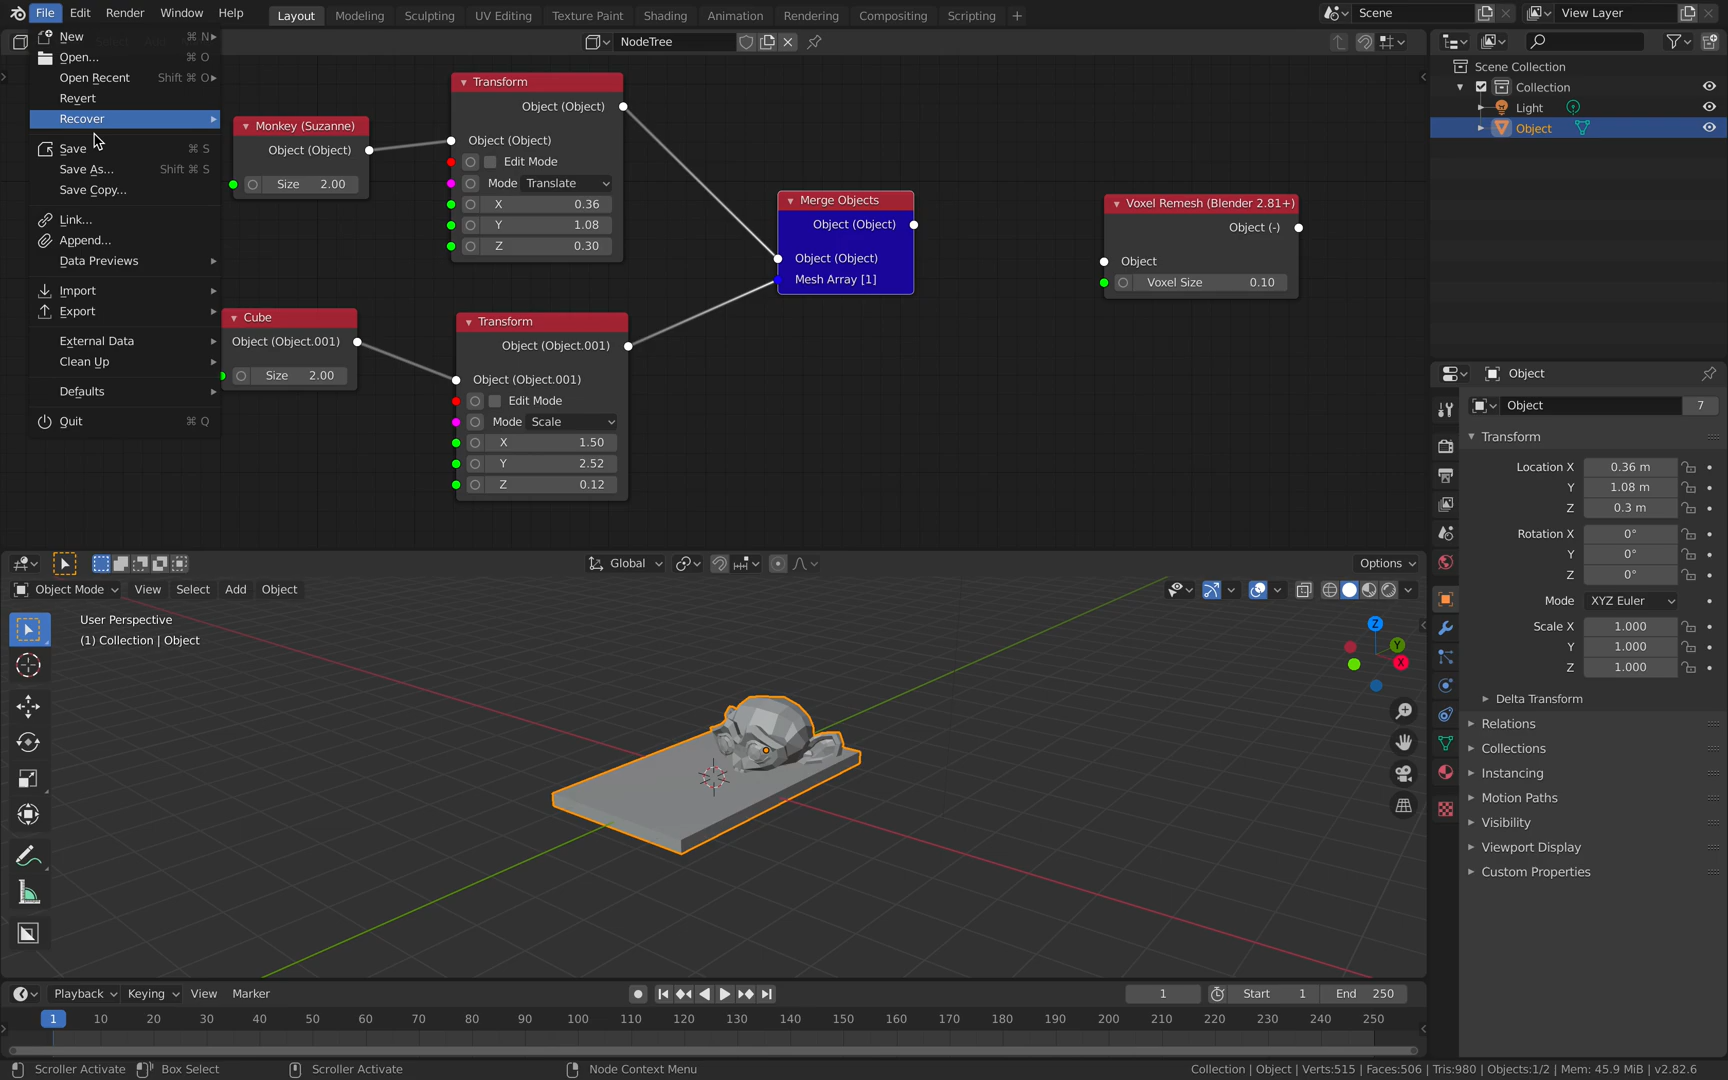 File Edit Render Window Help
Layout Modeling Sculpting UV Editing Texture Paint Shading Animation Rendering Compositing Scripting +
Scene
View Layer
New ⌘ N
Open... ⌘ O
Open Recent Shift ⌘ O
Revert
Recover
Save ⌘ S
Save As... Shift ⌘ S
Save Copy...
Link...
Append...
Data Previews
Import
Export
External Data
Clean Up
Defaults
Quit ⌘ Q
NodeTree
Monkey (Suzanne)
Object (Object)
Size 2.00
Cube
Object (Object.001)
Size 2.00
Transform
Object (Object)
Object (Object)
Edit Mode
Mode Translate
X 0.36
Y 1.08
Z 0.30
Transform
Object (Object.001)
Object (Object.001)
Edit Mode
Mode Scale
X 1.50
Y 2.52
Z 0.12
Merge Objects
Object (Object)
Object (Object)
Mesh Array [1]
Voxel Remesh (Blender 2.81+)
Object (-)
Object
Voxel Size 0.10
Scene Collection
Collection
Light
Object
Object
Object 7
Transform
Location X 0.36 m
Y 1.08 m
Z 0.3 m
Rotation X 0°
Y 0°
Z 0°
Mode XYZ Euler
Scale X 1.000
Y 1.000
Z 1.000
Delta Transform
Relations
Collections
Instancing
Motion Paths
Visibility
Viewport Display
Custom Properties
Global
Options
Object Mode View Select Add Object
User Perspective
(1) Collection | Object
Z
Y
X
Playback Keying View Marker
1
Start 1
End 250
1 10 20 30 40 50 60 70 80 90 100 110 120 130 140 150 160 170 180 190 200 210 220 230 240 250
Scroller Activate Box Select Scroller Activate Node Context Menu
Collection | Object | Verts:515 | Faces:506 | Tris:980 | Objects:1/2 | Mem: 45.9 MiB | v2.82.6